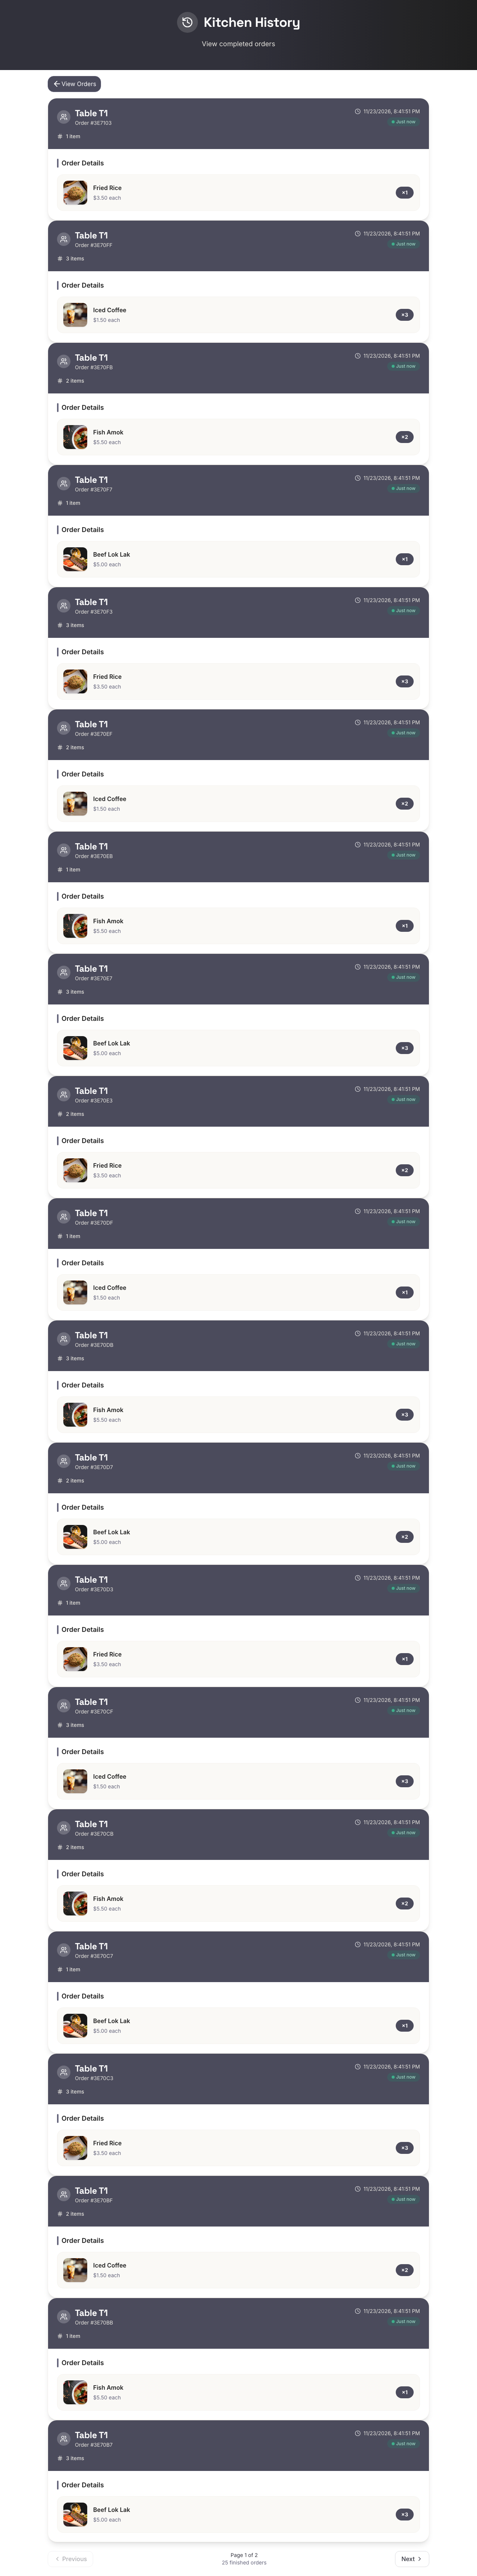 Kitchen History
View completed orders
View Orders
Table T1
Order #3E7103
11/23/2026, 8:41:51 PM
Just now
# 1 item
Order Details
Fried Rice
$3.50 each
×1
Table T1
Order #3E70FF
11/23/2026, 8:41:51 PM
Just now
# 3 items
Order Details
Iced Coffee
$1.50 each
×3
Table T1
Order #3E70FB
11/23/2026, 8:41:51 PM
Just now
# 2 items
Order Details
Fish Amok
$5.50 each
×2
Table T1
Order #3E70F7
11/23/2026, 8:41:51 PM
Just now
# 1 item
Order Details
Beef Lok Lak
$5.00 each
×1
Table T1
Order #3E70F3
11/23/2026, 8:41:51 PM
Just now
# 3 items
Order Details
Fried Rice
$3.50 each
×3
Table T1
Order #3E70EF
11/23/2026, 8:41:51 PM
Just now
# 2 items
Order Details
Iced Coffee
$1.50 each
×2
Table T1
Order #3E70EB
11/23/2026, 8:41:51 PM
Just now
# 1 item
Order Details
Fish Amok
$5.50 each
×1
Table T1
Order #3E70E7
11/23/2026, 8:41:51 PM
Just now
# 3 items
Order Details
Beef Lok Lak
$5.00 each
×3
Table T1
Order #3E70E3
11/23/2026, 8:41:51 PM
Just now
# 2 items
Order Details
Fried Rice
$3.50 each
×2
Table T1
Order #3E70DF
11/23/2026, 8:41:51 PM
Just now
# 1 item
Order Details
Iced Coffee
$1.50 each
×1
Table T1
Order #3E70DB
11/23/2026, 8:41:51 PM
Just now
# 3 items
Order Details
Fish Amok
$5.50 each
×3
Table T1
Order #3E70D7
11/23/2026, 8:41:51 PM
Just now
# 2 items
Order Details
Beef Lok Lak
$5.00 each
×2
Table T1
Order #3E70D3
11/23/2026, 8:41:51 PM
Just now
# 1 item
Order Details
Fried Rice
$3.50 each
×1
Table T1
Order #3E70CF
11/23/2026, 8:41:51 PM
Just now
# 3 items
Order Details
Iced Coffee
$1.50 each
×3
Table T1
Order #3E70CB
11/23/2026, 8:41:51 PM
Just now
# 2 items
Order Details
Fish Amok
$5.50 each
×2
Table T1
Order #3E70C7
11/23/2026, 8:41:51 PM
Just now
# 1 item
Order Details
Beef Lok Lak
$5.00 each
×1
Table T1
Order #3E70C3
11/23/2026, 8:41:51 PM
Just now
# 3 items
Order Details
Fried Rice
$3.50 each
×3
Table T1
Order #3E70BF
11/23/2026, 8:41:51 PM
Just now
# 2 items
Order Details
Iced Coffee
$1.50 each
×2
Table T1
Order #3E70BB
11/23/2026, 8:41:51 PM
Just now
# 1 item
Order Details
Fish Amok
$5.50 each
×1
Table T1
Order #3E70B7
11/23/2026, 8:41:51 PM
Just now
# 3 items
Order Details
Beef Lok Lak
$5.00 each
×3
Previous
Page 1 of 2
25 finished orders
Next